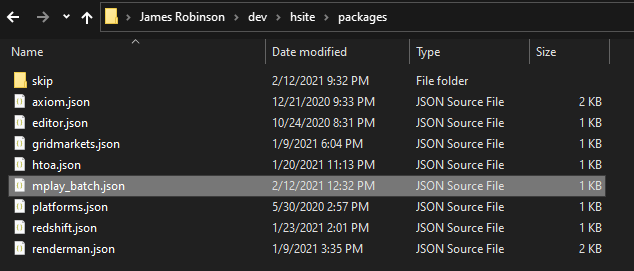 James Robinson > dev > hsite > packages
Name Date modified Type Size
skip 2/12/2021 9:32 PM File folder
axiom.json 12/21/2020 9:33 PM JSON Source File 2 KB
editor.json 10/24/2020 8:31 PM JSON Source File 1 KB
gridmarkets.json 1/9/2021 6:04 PM JSON Source File 1 KB
htoa.json 1/20/2021 11:13 PM JSON Source File 1 KB
mplay_batch.json 2/12/2021 12:32 PM JSON Source File 1 KB
platforms.json 5/30/2020 2:57 PM JSON Source File 1 KB
redshift.json 1/23/2021 2:01 PM JSON Source File 1 KB
renderman.json 1/9/2021 3:35 PM JSON Source File 2 KB